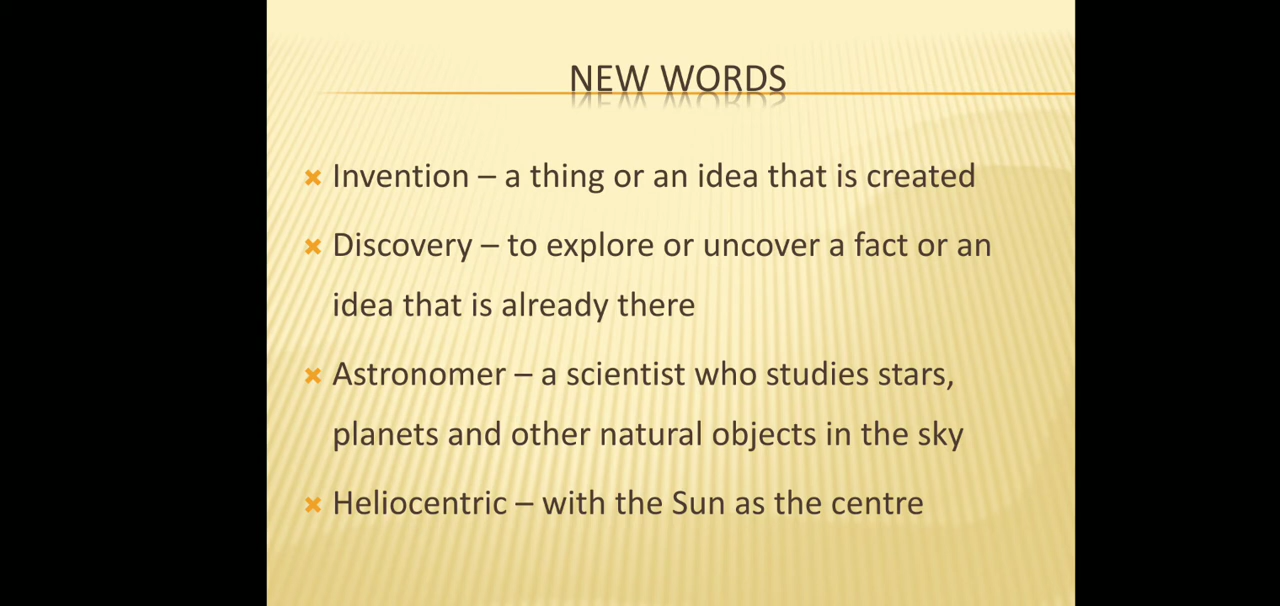 NEW WORDS
Invention – a thing or an idea that is created
Discovery – to explore or uncover a fact or an
idea that is already there
Astronomer – a scientist who studies stars,
planets and other natural objects in the sky
Heliocentric – with the Sun as the centre